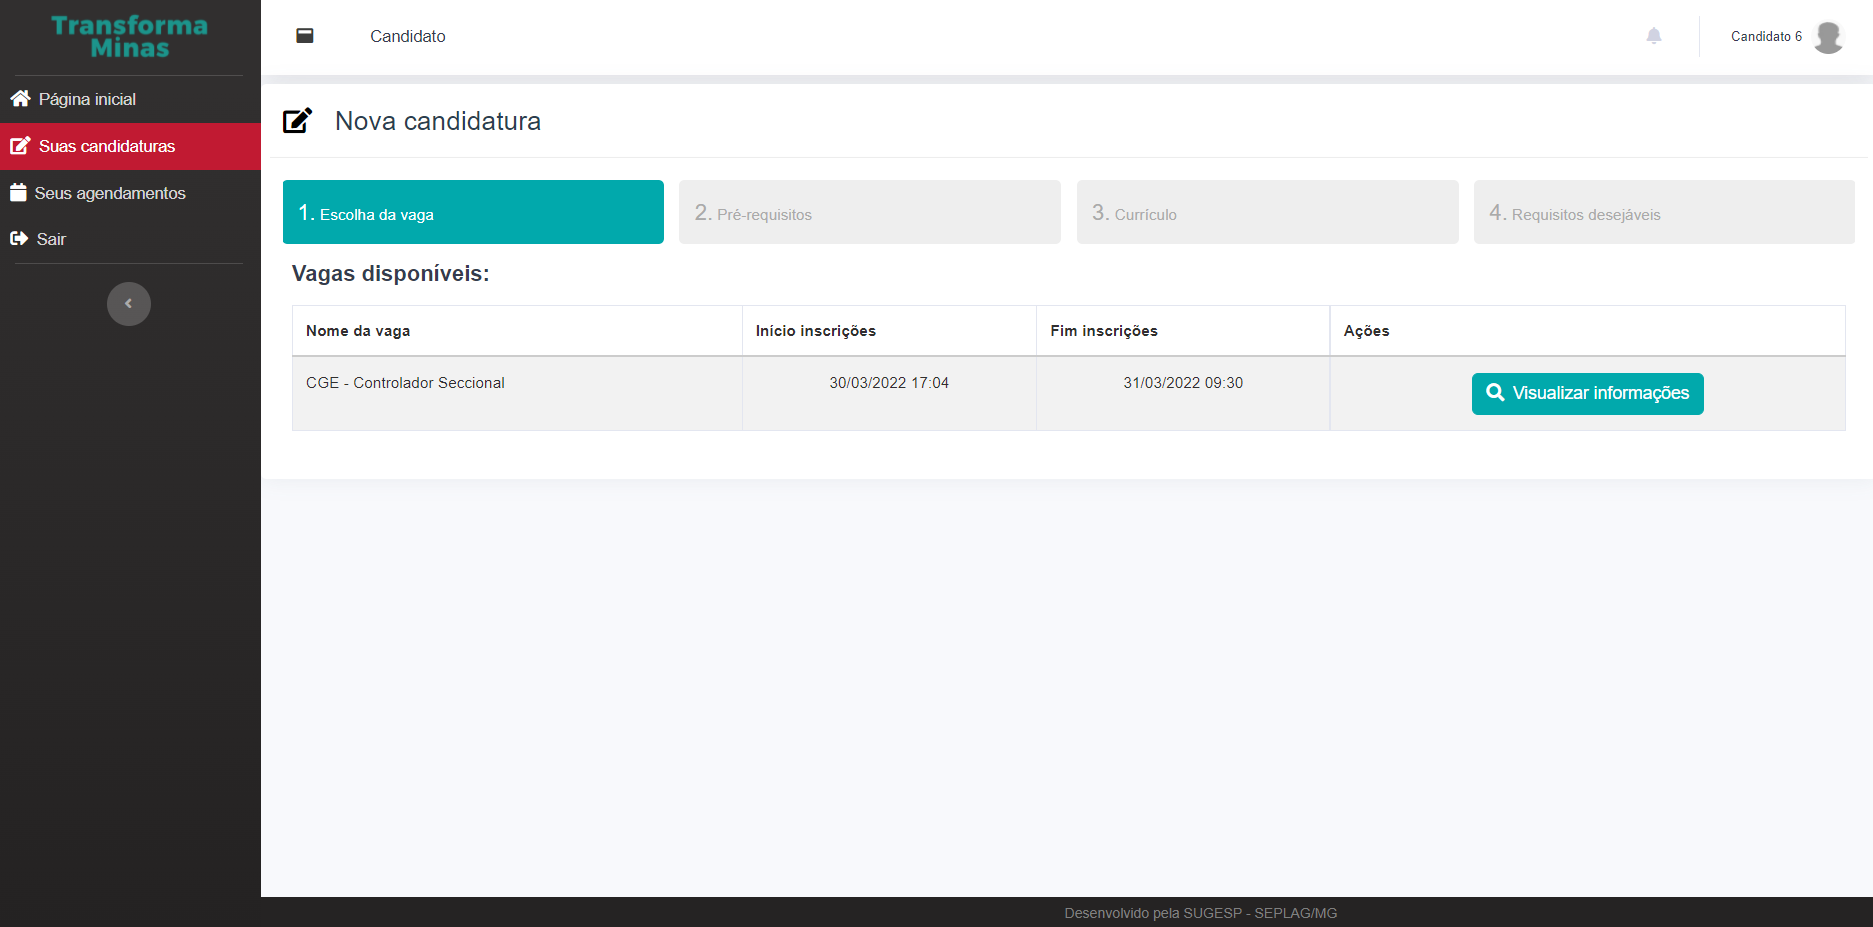 Transforma
Minas
Página inicial
Suas candidaturas
Seus agendamentos
Sair
Candidato
Candidato 6
Nova candidatura
1. Escolha da vaga
2. Pré-requisitos
3. Currículo
4. Requisitos desejáveis
Vagas disponíveis:
Nome da vaga Início inscrições Fim inscrições Ações
CGE - Controlador Seccional 30/03/2022 17:04 31/03/2022 09:30 Visualizar informações
Desenvolvido pela SUGESP - SEPLAG/MG